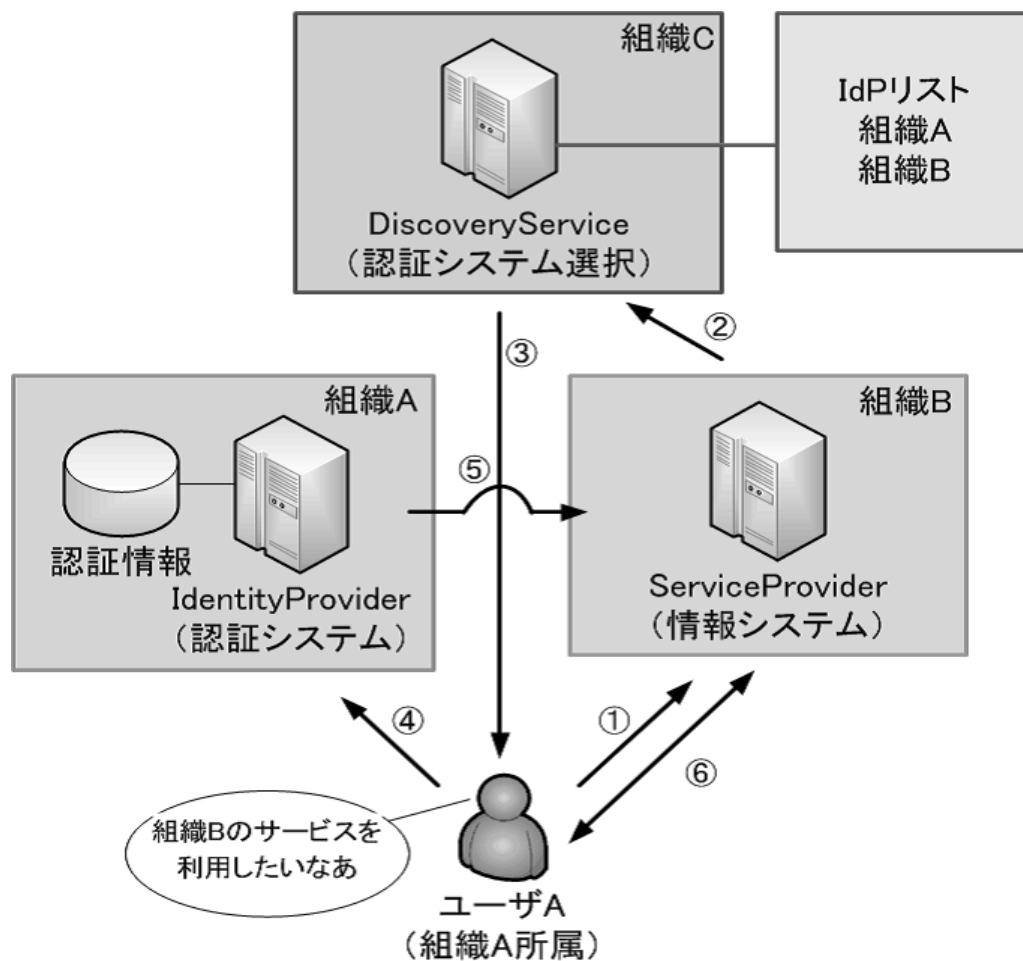 組織C
DiscoveryService
（認証システム選択）
IdPリスト
組織A
組織B
②
③
組織A
認証情報
IdentityProvider
（認証システム）
⑤
組織B
ServiceProvider
（情報システム）
④
①
⑥
組織Bのサービスを
利用したいなあ
ユーザA
（組織A所属）